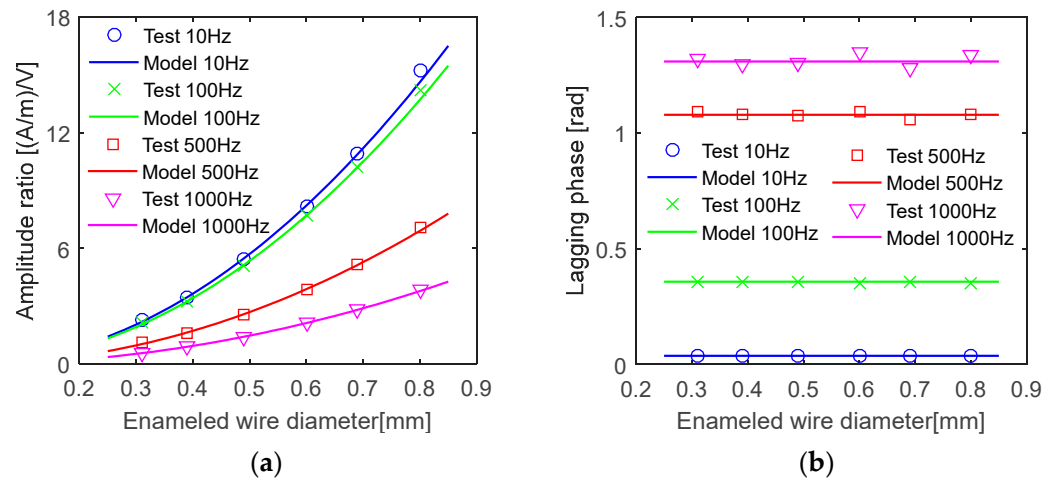 18
12
6
0
Amplitude ratio [(A/m)/V]
Test 10Hz
Model 10Hz
Test 100Hz
Model 100Hz
Test 500Hz
Model 500Hz
Test 1000Hz
Model 1000Hz
0.2 0.3 0.4 0.5 0.6 0.7 0.8 0.9
Enameled wire diameter[mm]
(a)
1.5
1
0.5
0
Lagging phase [rad]
Test 10Hz
Model 10Hz
Test 100Hz
Model 100Hz
Test 500Hz
Model 500Hz
Test 1000Hz
Model 1000Hz
0.2 0.3 0.4 0.5 0.6 0.7 0.8 0.9
Enameled wire diameter[mm]
(b)